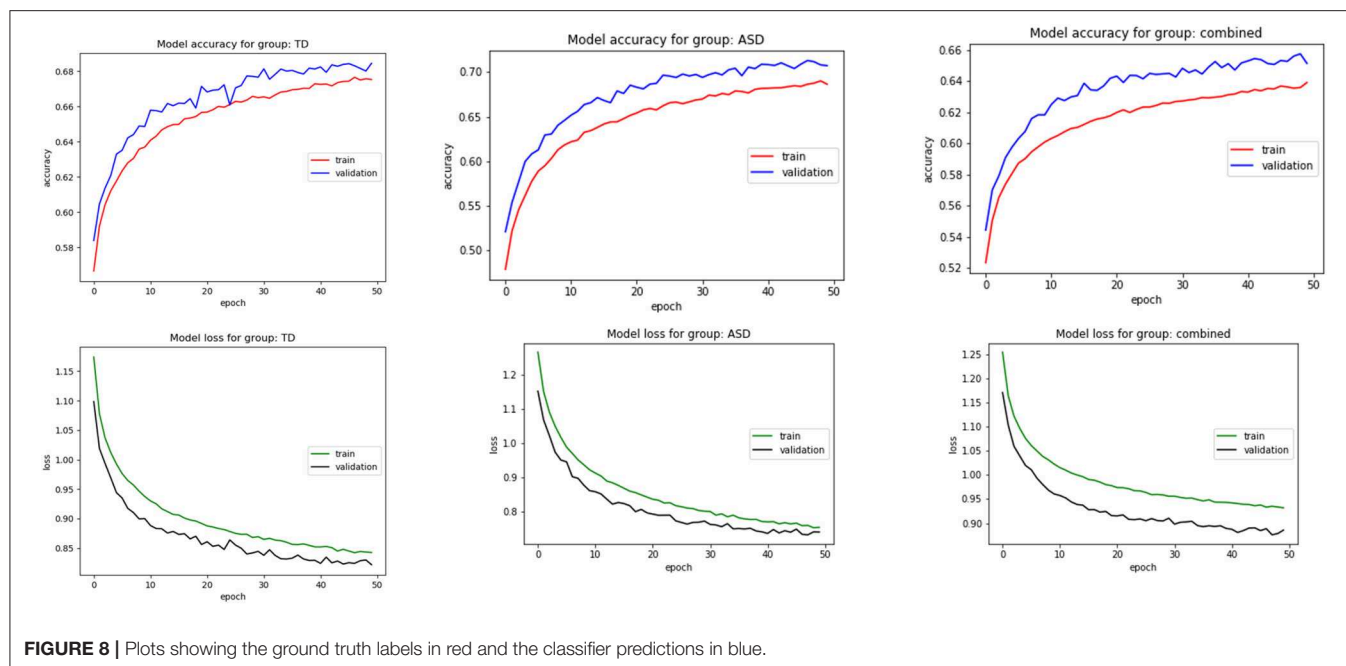 Model accuracy for group: TD
accuracy
0.68
0.66
0.64
0.62
0.60
0.58
train
validation
0 10 20 30 40 50
epoch
Model accuracy for group: ASD
accuracy
0.70
0.65
0.60
0.55
0.50
train
validation
0 10 20 30 40 50
epoch
Model accuracy for group: combined
accuracy
0.66
0.64
0.62
0.60
0.58
0.56
0.54
0.52
train
validation
0 10 20 30 40 50
epoch
Model loss for group: TD
loss
1.15
1.10
1.05
1.00
0.95
0.90
0.85
train
validation
0 10 20 30 40 50
epoch
Model loss for group: ASD
loss
1.2
1.1
1.0
0.9
0.8
train
validation
0 10 20 30 40 50
epoch
Model loss for group: combined
loss
1.25
1.20
1.15
1.10
1.05
1.00
0.95
0.90
train
validation
0 10 20 30 40 50
epoch
FIGURE 8 | Plots showing the ground truth labels in red and the classifier predictions in blue.